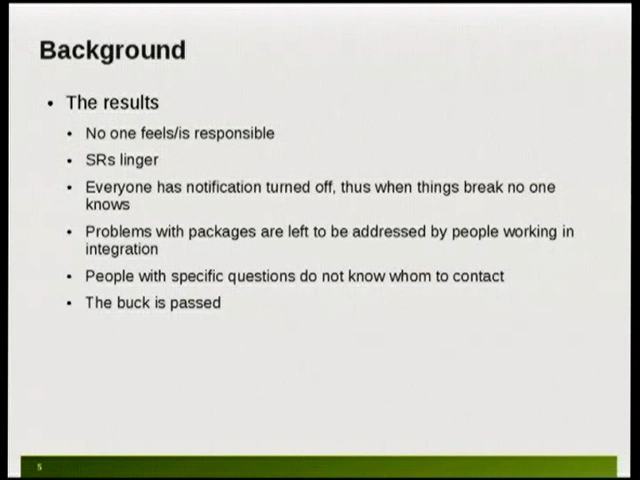 Background
• The results
• No one feels/is responsible
• SRs linger
• Everyone has notification turned off, thus when things break no one
knows
• Problems with packages are left to be addressed by people working in
integration
• People with specific questions do not know whom to contact
• The buck is passed
5